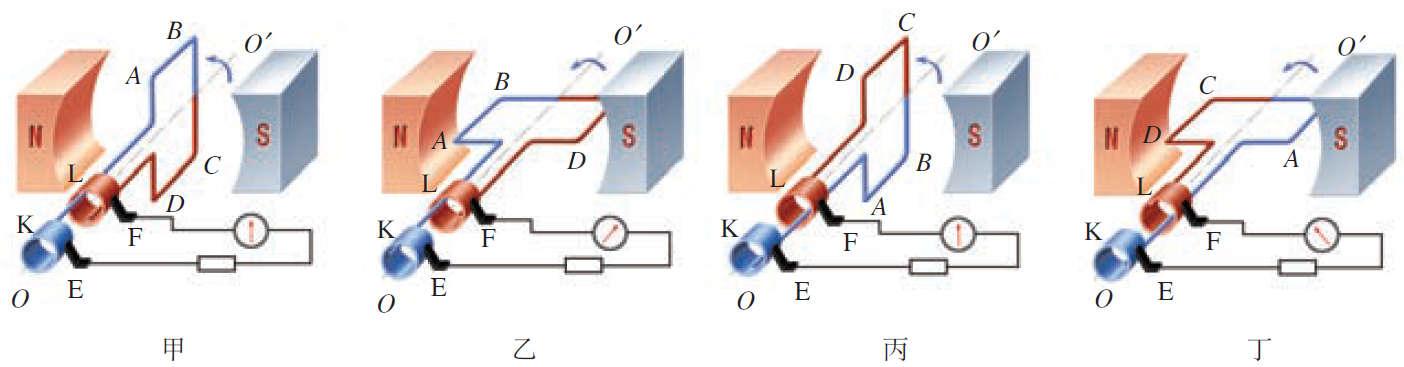 B O′
A
N S
L C
D
K F
E
O
甲
O′
B
N A S
D
L
K F
E
O
乙
C O′
D
N S
L B
A
K F
E
O
丙
O′
C
N D S
A
L
K F
E
O
丁